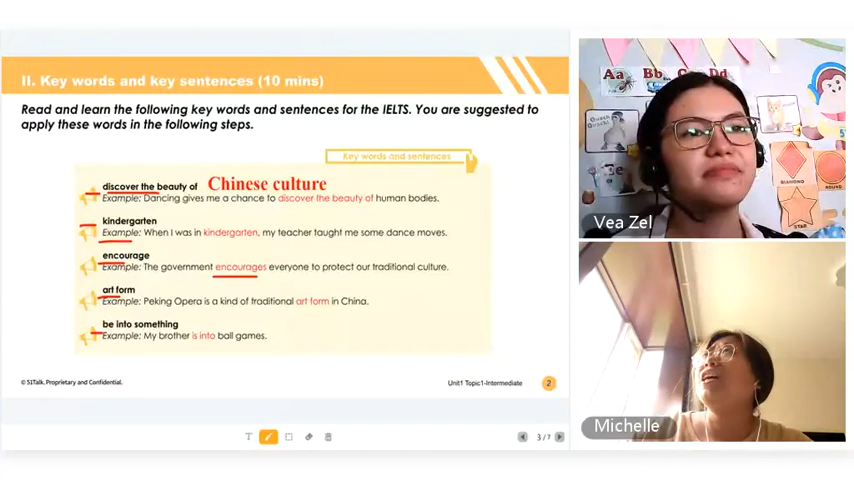 II. Key words and key sentences (10 mins)
Read and learn the following key words and sentences for the IELTS. You are suggested to
apply these words in the following steps.
Key words and sentences
discover the beauty of Chinese culture
Example: Dancing gives me a chance to discover the beauty of human bodies.
kindergarten
Example: When I was in kindergarten, my teacher taught me some dance moves.
encourage
Example: The government encourages everyone to protect our traditional culture.
art form
Example: Peking Opera is a kind of traditional art form in China.
be into something
Example: My brother is into ball games.
© 51Talk. Proprietary and Confidential.
Unit1 Topic1-Intermediate
2
T
3/7
Aa
Bb
Dd
Quack
Quack!
DIAMOND
STAR
Vea Zel
Michelle